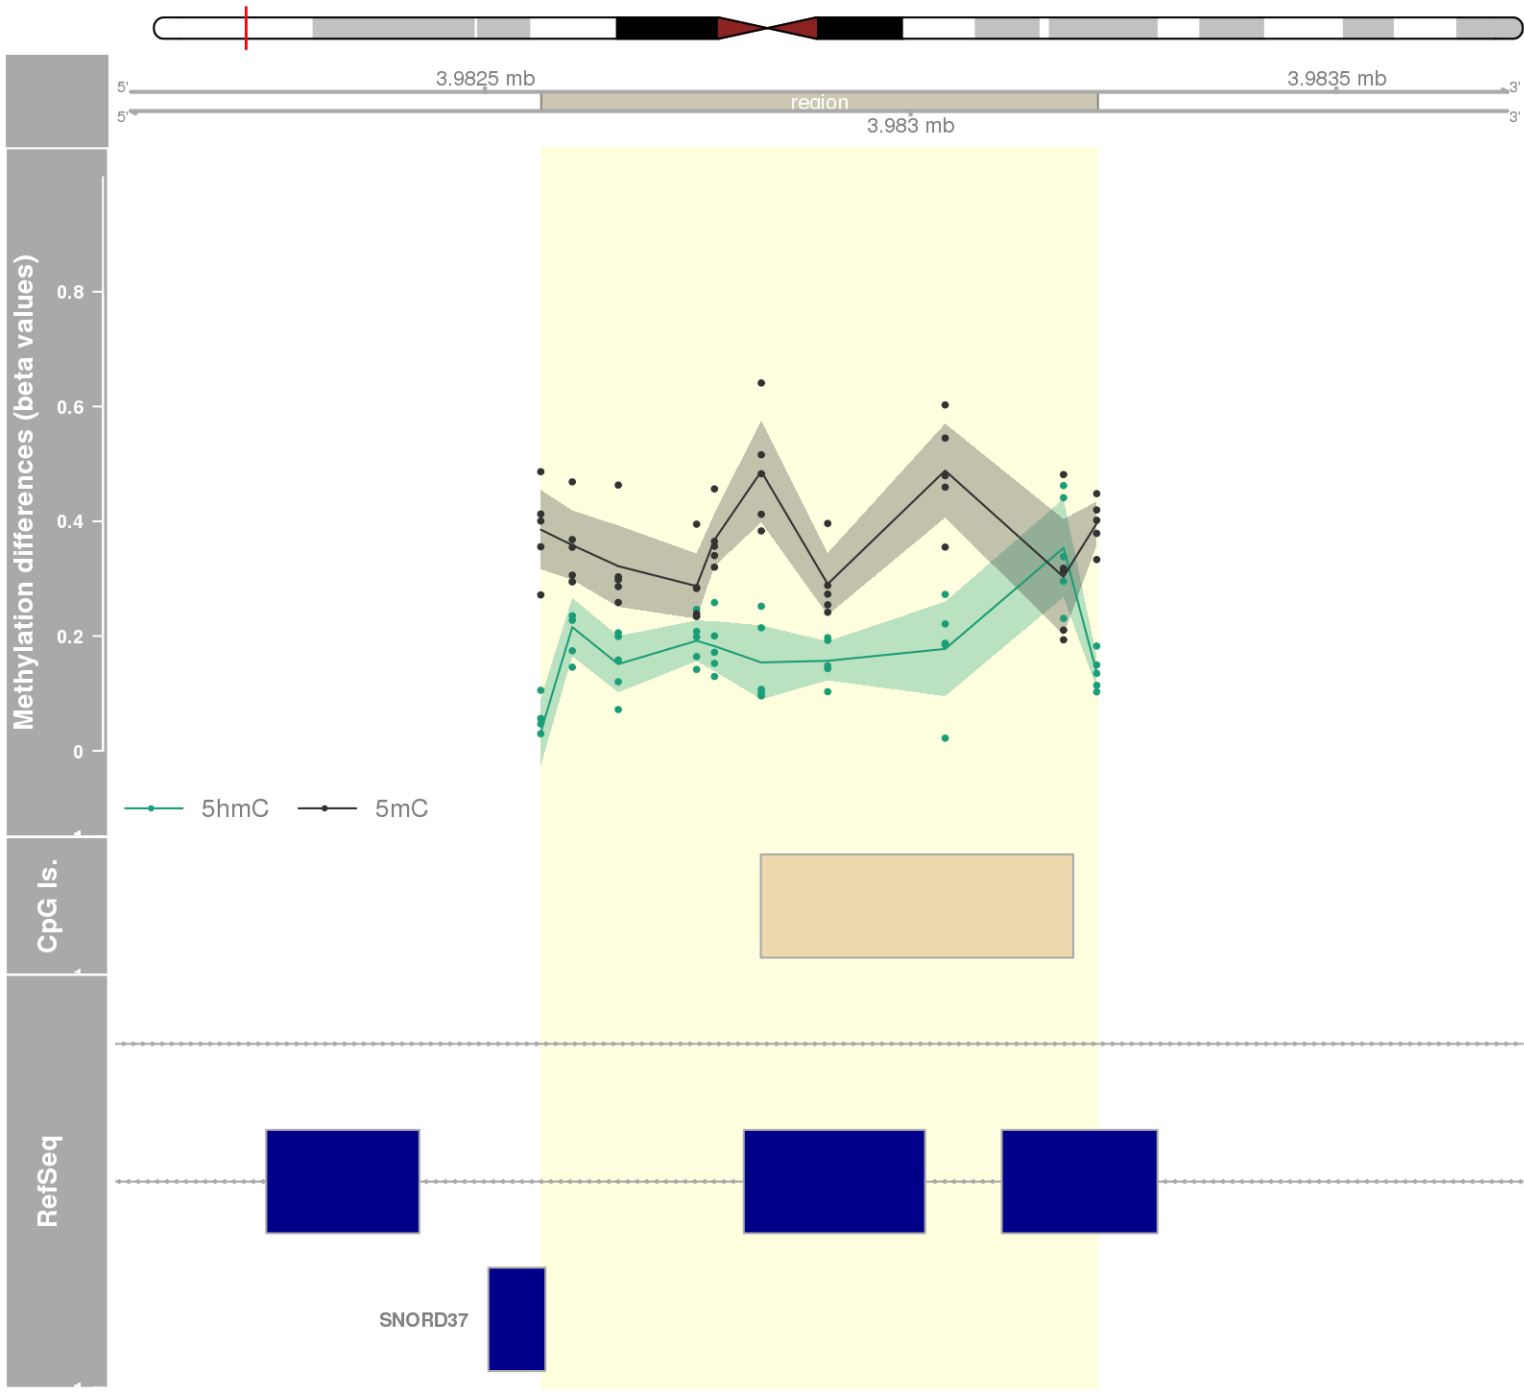 3.9825 mb
3.9835 mb
5'
3'
region
5'
3'
3.983 mb
Methylation differences (beta values)
0.8
0.6
0.4
0.2
0
5hmC
5mC
CpG Is.
RefSeq
SNORD37